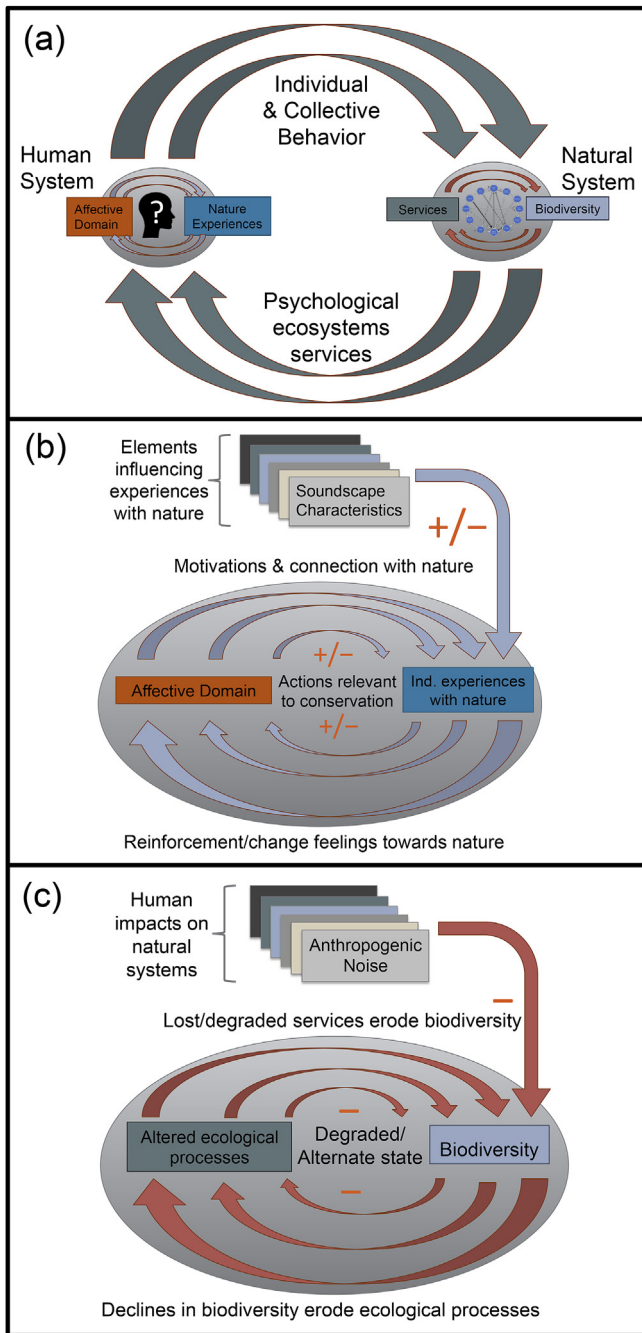 (a)
Individual
& Collective
Behavior
Human
System
Natural
System
Affective
Domain
?
Nature
Experiences
Services
Biodiversity
Psychological
ecosystems
services
(b)
Elements
influencing
experiences
with nature
Soundscape
Characteristics
+/−
Motivations & connection with nature
+/−
Affective Domain
Actions relevant
to conservation
Ind. experiences
with nature
+/−
Reinforcement/change feelings towards nature
(c)
Human
impacts on
natural
systems
Anthropogenic
Noise
−
Lost/degraded services erode biodiversity
−
Altered ecological
processes
Degraded/
Alternate state
Biodiversity
−
Declines in biodiversity erode ecological processes